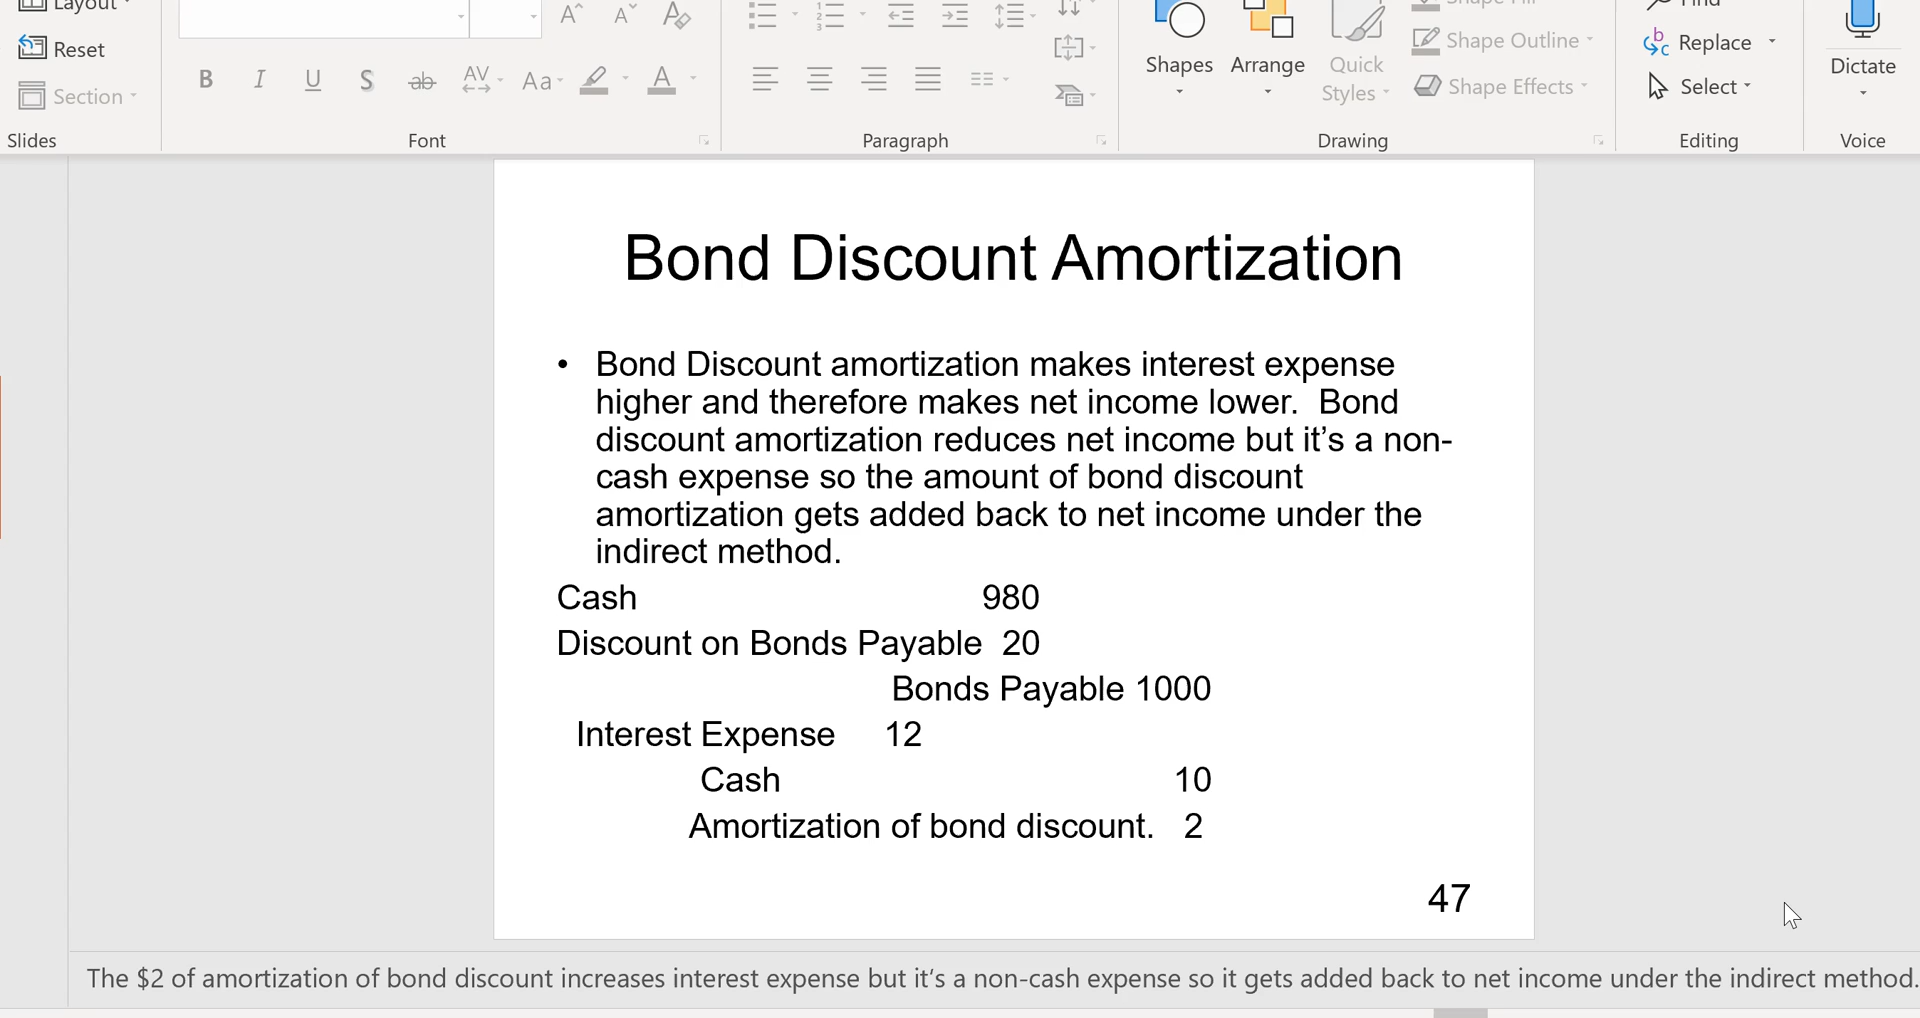 Layout
Reset
Section
Slides
B I U S ab AV Aa A
Font
Paragraph
Shapes
Arrange
Quick
Styles
Shape Outline
Shape Effects
Drawing
Find
Replace
Select
Editing
Dictate
Voice
Bond Discount Amortization
• Bond Discount amortization makes interest expense
higher and therefore makes net income lower.  Bond
discount amortization reduces net income but it’s a non-
cash expense so the amount of bond discount
amortization gets added back to net income under the
indirect method.
Cash 980
Discount on Bonds Payable 20
Bonds Payable 1000
Interest Expense 12
Cash 10
Amortization of bond discount. 2
47
The $2 of amortization of bond discount increases interest expense but it‘s a non-cash expense so it gets added back to net income under the indirect method.